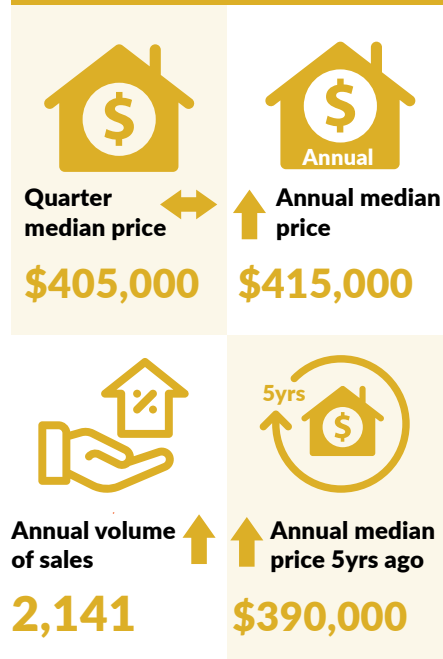 $
$
Annual
Quarter
median price
Annual median
price
$405,000
$415,000
%
5yrs
$
Annual volume
of sales
Annual median
price 5yrs ago
2,141
$390,000